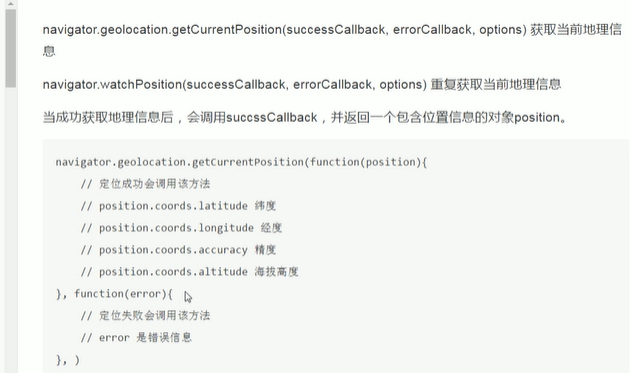 navigator.geolocation.getCurrentPosition(successCallback, errorCallback, options) 获取当前地理信
息
navigator.watchPosition(successCallback, errorCallback, options) 重复获取当前地理信息
当成功获取地理信息后，会调用succssCallback，并返回一个包含位置信息的对象position。
navigator.geolocation.getCurrentPosition(function(position){
    // 定位成功会调用该方法
    // position.coords.latitude 纬度
    // position.coords.longitude 经度
    // position.coords.accuracy 精度
    // position.coords.altitude 海拔高度
}, function(error){
    // 定位失败会调用该方法
    // error 是错误信息
}, )